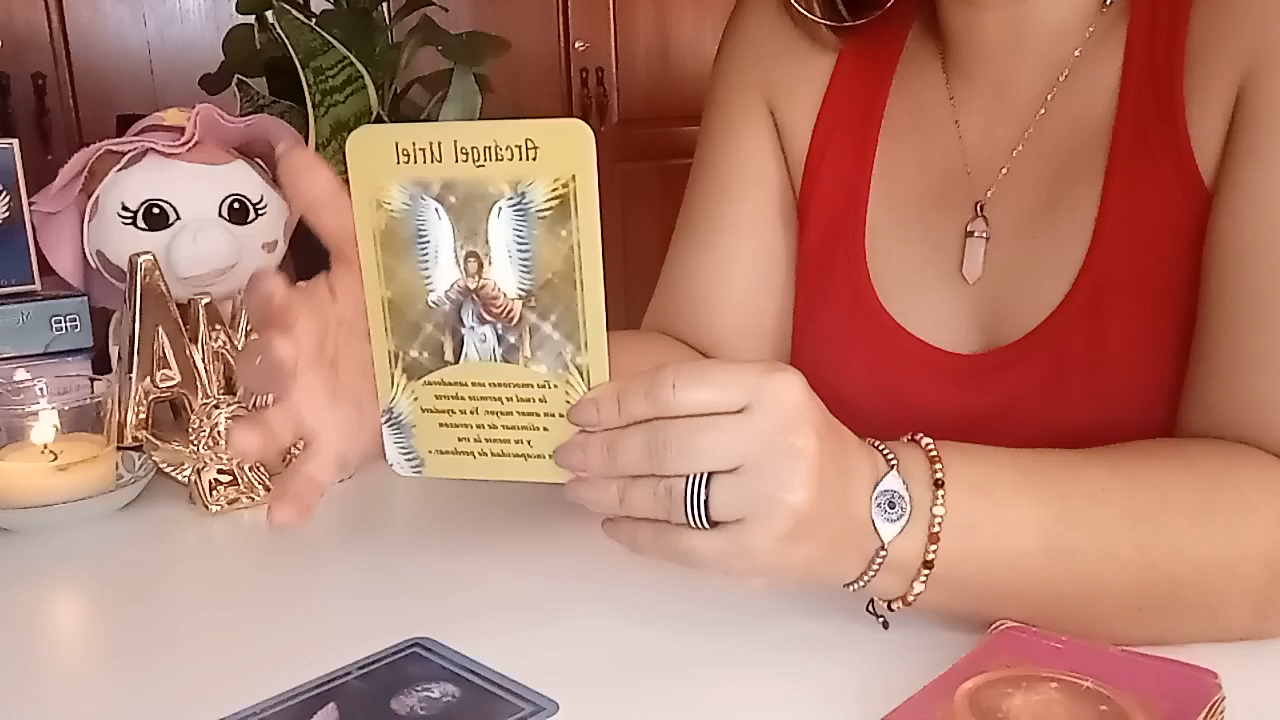 Arcángel Uriel
«Tus emociones son sanadoras,
lo cual te permite abrirte
a un amor mayor. Yo te ayudaré
a eliminar de tu corazón
y tu mente la ira
incapacidad de perdonar.»